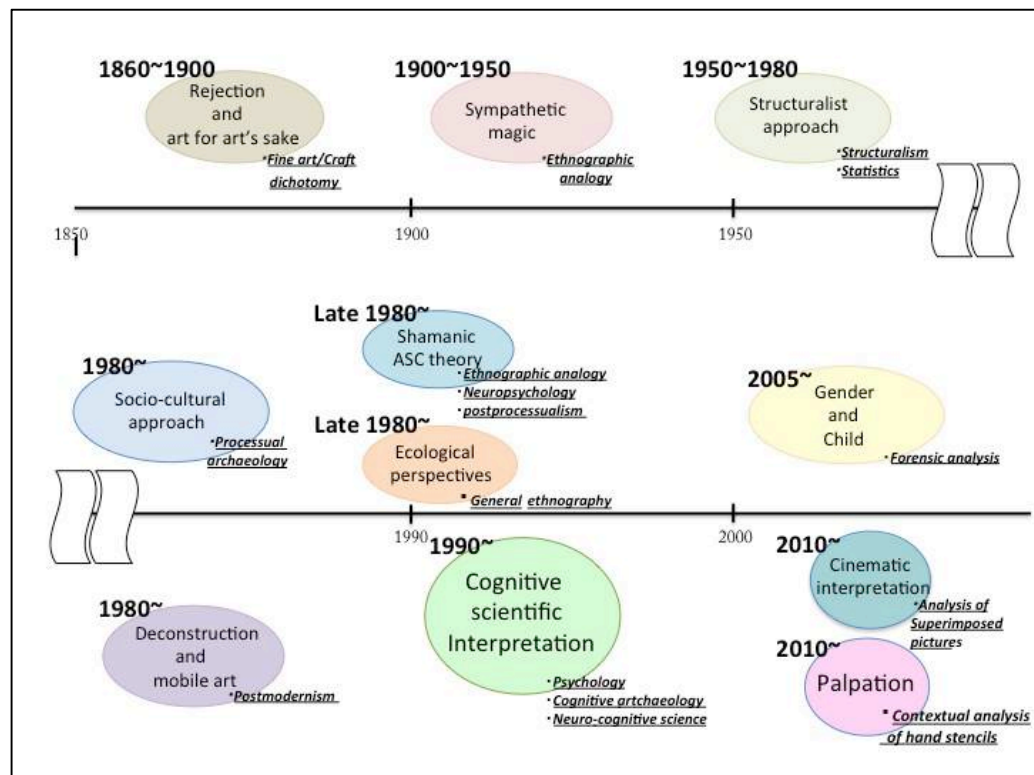 1860~1900
Rejection
and
art for art's sake
·Fine art/Craft
dichotomy
1900~1950
Sympathetic
magic
·Ethnographic
analogy
1950~1980
Structuralist
approach
·Structuralism
·Statistics
1850
1900
1950
1980~
Socio-cultural
approach
·Processual
archaeology
Late 1980~
Shamanic
ASC theory
·Ethnographic analogy
·Neuropsychology
·postprocessualism
Late 1980~
Ecological
perspectives
▪ General ethnography
2005~
Gender
and
Child
· Forensic analysis
1990
2000
1980~
Deconstruction
and
mobile art
·Postmodernism
1990~
Cognitive
scientific
Interpretation
·Psychology
·Cognitive artchaeology
·Neuro-cognitive science
2010~
Cinematic
interpretation
·Analysis of
Superimposed
pictures
2010~
Palpation
▪ Contextual analysis
of hand stencils